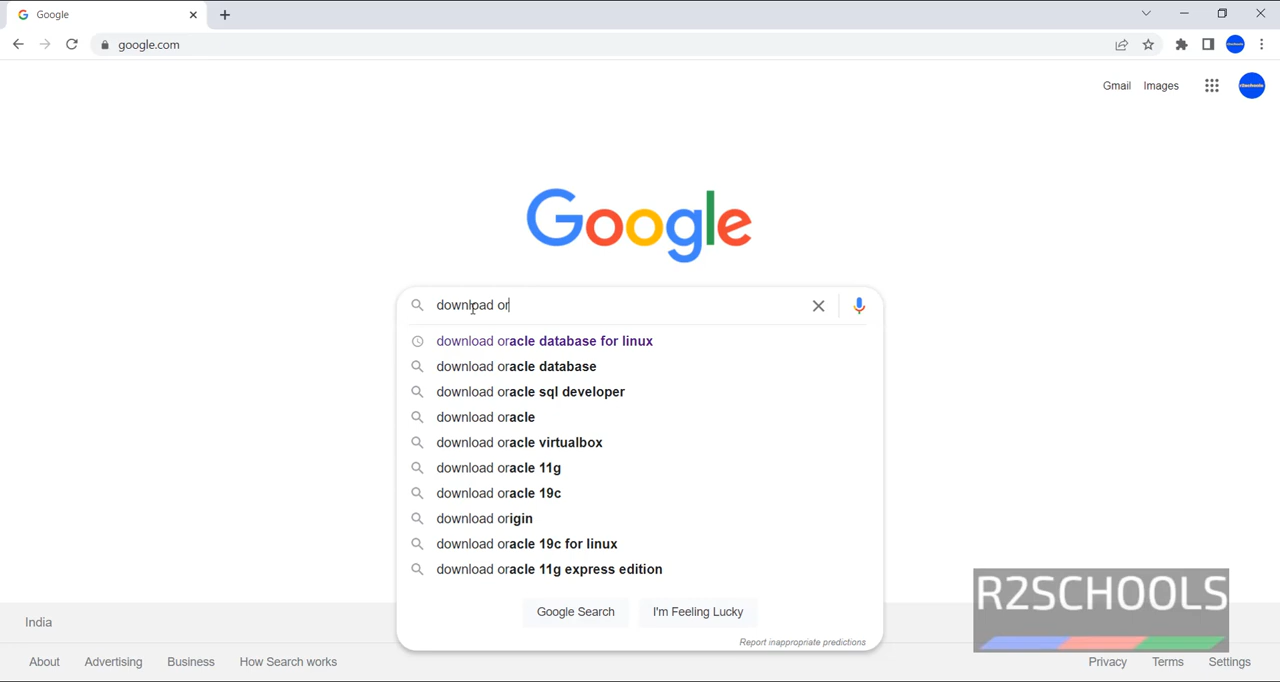 Google
google.com
Gmail Images
Google
download or
download oracle database for linux
download oracle database
download oracle sql developer
download oracle
download oracle virtualbox
download oracle 11g
download oracle 19c
download origin
download oracle 19c for linux
download oracle 11g express edition
Google Search I'm Feeling Lucky
Report inappropriate predictions
R2SCHOOLS
India
About Advertising Business How Search works Privacy Terms Settings